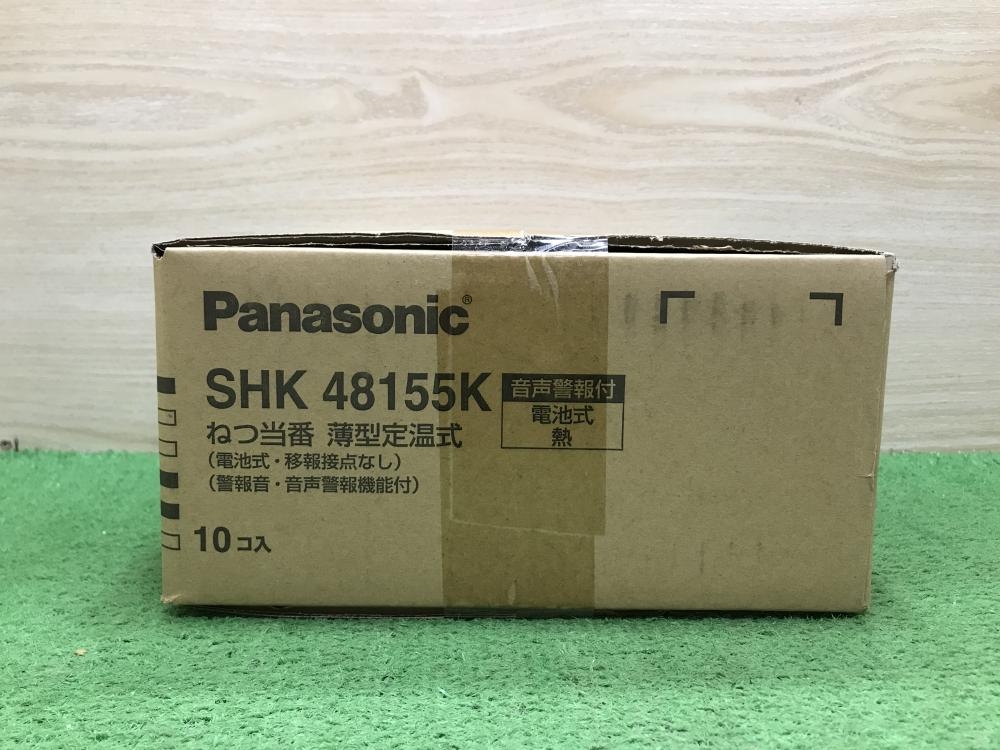 Panasonic®
SHK 48155K
音声警報付
電池式
熱
ねつ当番 薄型定温式
（電池式・移報接点なし）
（警報音・音声警報機能付）
10コ入